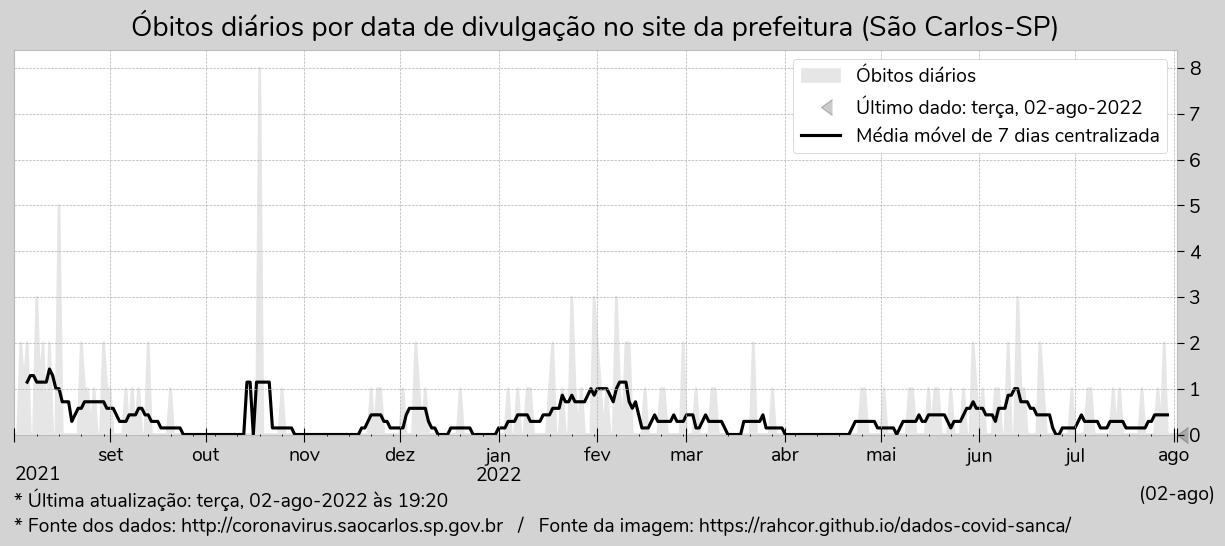 Óbitos diários por data de divulgação no site da prefeitura (São Carlos-SP)
Óbitos diários
Último dado: terça, 02-ago-2022
Média móvel de 7 dias centralizada
8
7
6
5
4
3
2
1
0
set out nov dez jan fev mar abr mai jun jul ago
2021 2022
(02-ago)
* Última atualização: terça, 02-ago-2022 às 19:20
* Fonte dos dados: http://coronavirus.saocarlos.sp.gov.br / Fonte da imagem: https://rahcor.github.io/dados-covid-sanca/